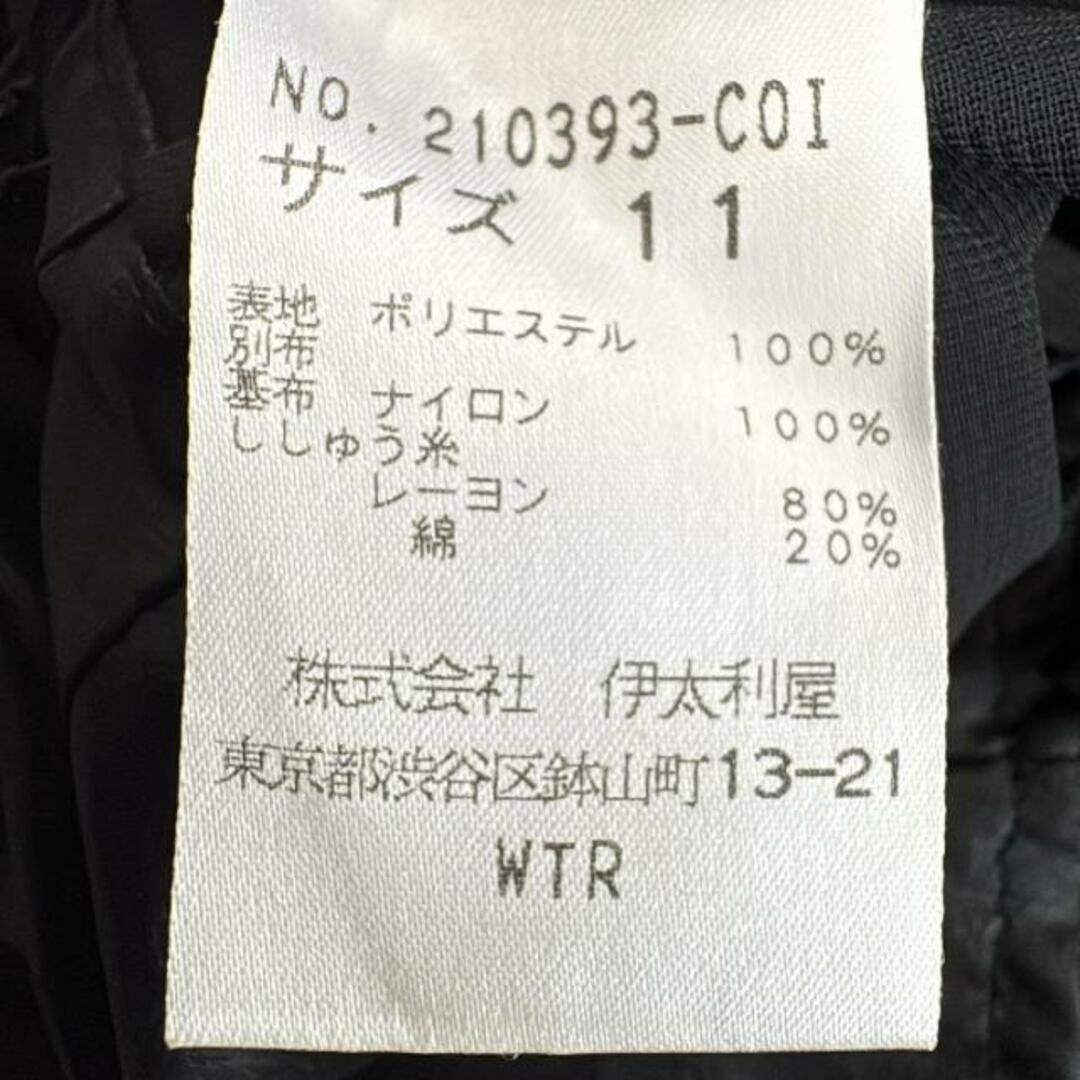 NO. 210393-COI
サイズ 11
表地 ポリエステル 100%
別布
基布 ナイロン 100%
ししゅう糸
レーヨン 80%
綿 20%
株式会社 伊太利屋
東京都渋谷区鉢山町13-21
WTR